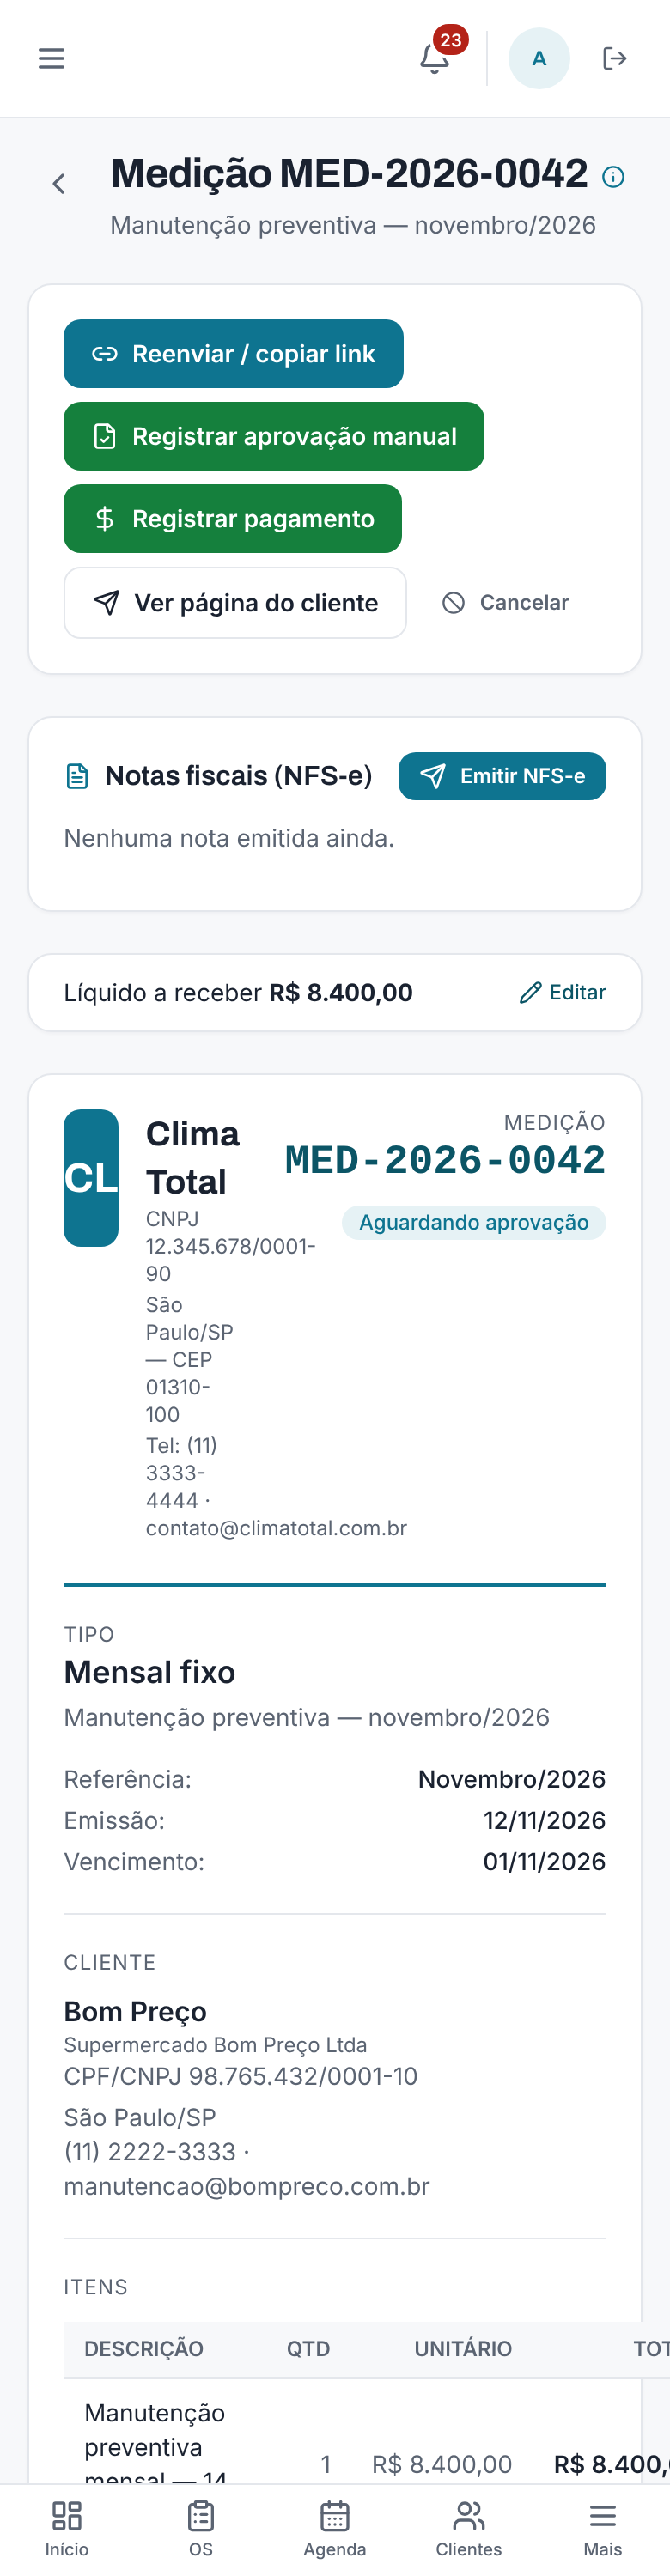 23
A
Medição MED-2026-0042
Manutenção preventiva — novembro/2026
Reenviar / copiar link
Registrar aprovação manual
Registrar pagamento
Ver página do cliente
Cancelar
Notas fiscais (NFS-e)
Emitir NFS-e
Nenhuma nota emitida ainda.
Líquido a receber R$ 8.400,00
Editar
CL
Clima
Total
CNPJ
12.345.678/0001-
90
São
Paulo/SP
— CEP
01310-
100
Tel: (11)
3333-
4444 ·
contato@climatotal.com.br
MEDIÇÃO
MED-2026-0042
Aguardando aprovação
TIPO
Mensal fixo
Manutenção preventiva — novembro/2026
Referência: Novembro/2026
Emissão: 12/11/2026
Vencimento: 01/11/2026
CLIENTE
Bom Preço
Supermercado Bom Preço Ltda
CPF/CNPJ 98.765.432/0001-10
São Paulo/SP
(11) 2222-3333 ·
manutencao@bompreco.com.br
ITENS
DESCRIÇÃO QTD UNITÁRIO TOT
Manutenção
preventiva
mensal — 14
1 R$ 8.400,00 R$ 8.400,
Início
OS
Agenda
Clientes
Mais